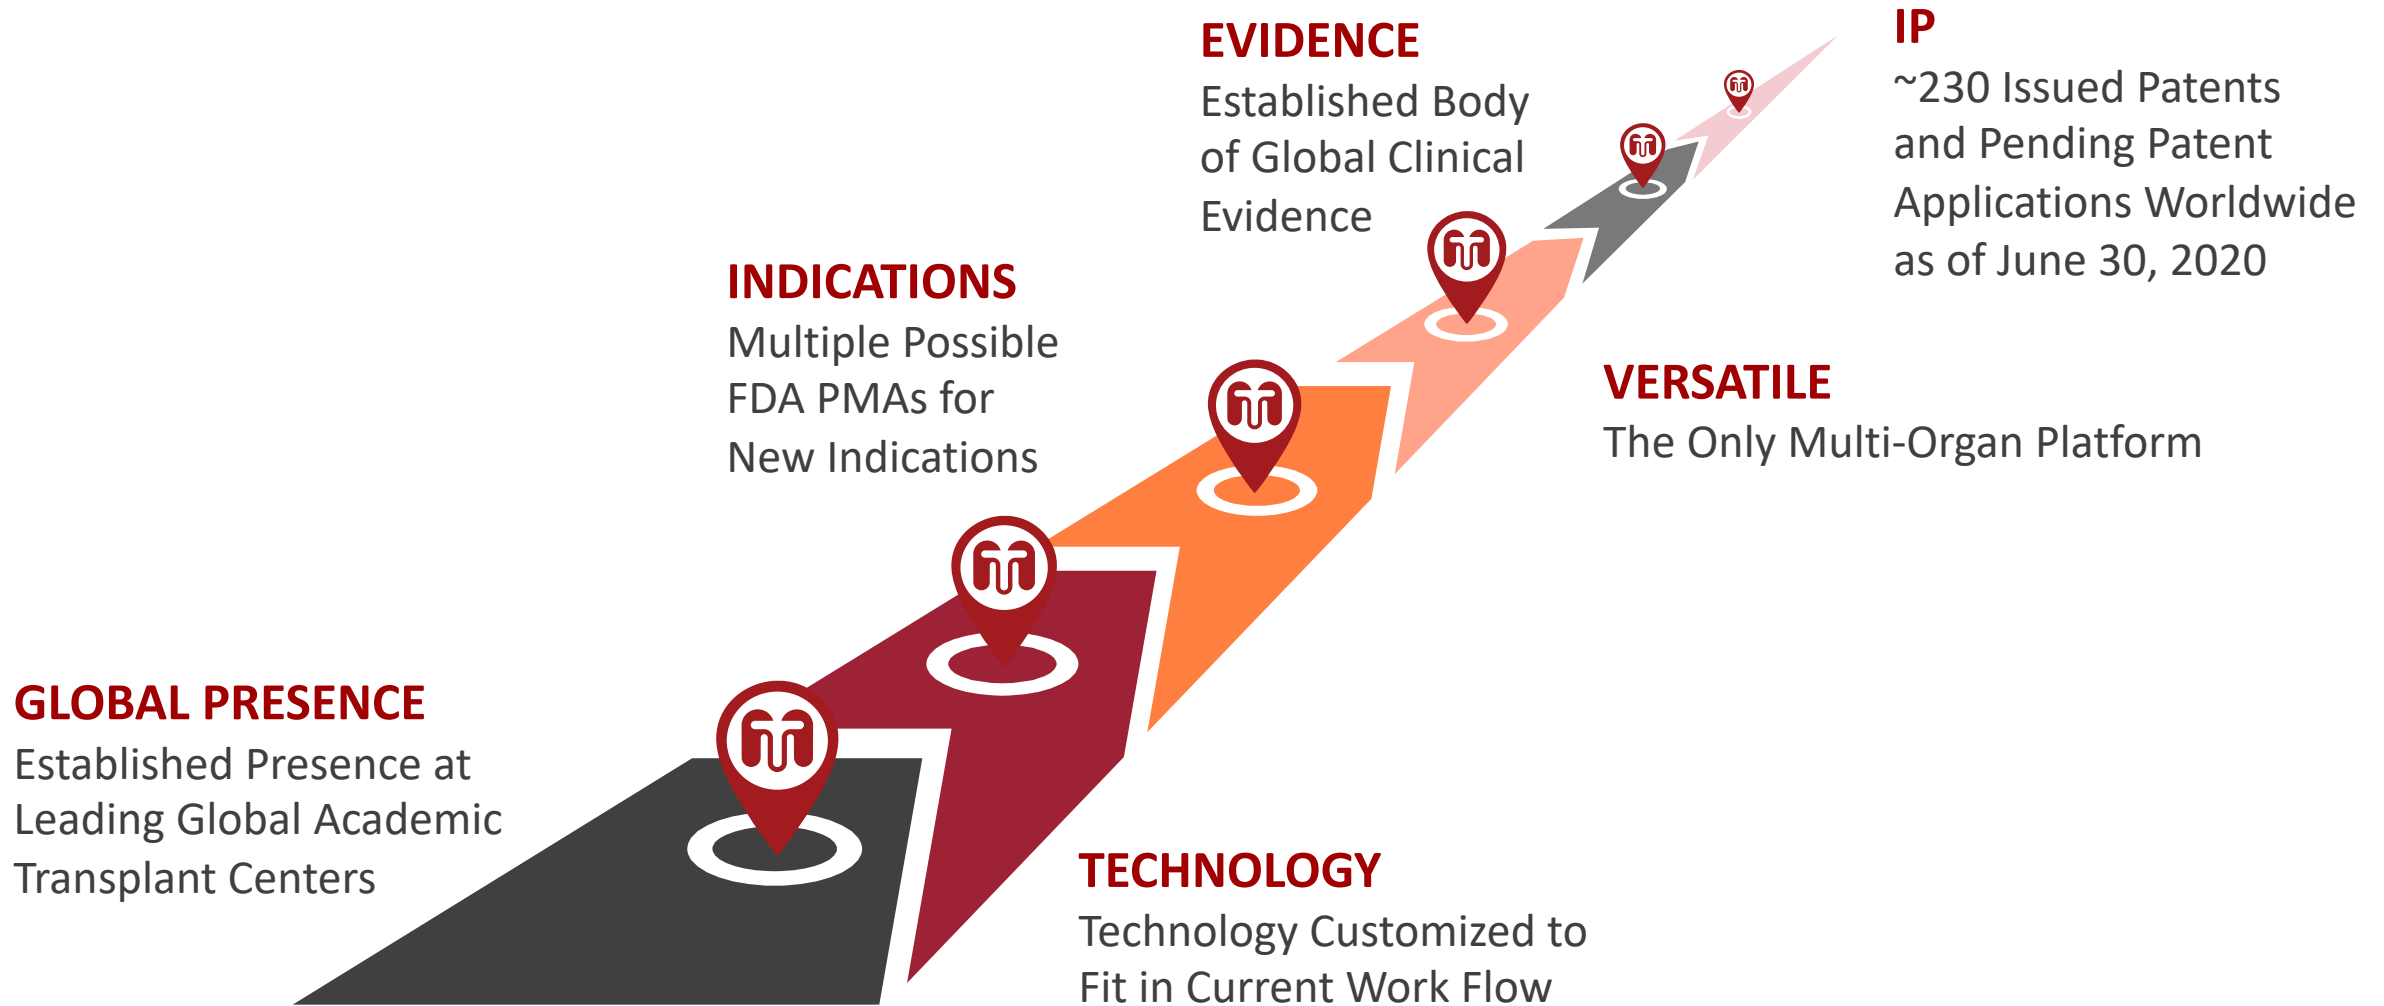 GLOBAL PRESENCE
Established Presence at
Leading Global Academic
Transplant Centers
TECHNOLOGY
Technology Customized to
Fit in Current Work Flow
INDICATIONS
Multiple Possible
FDA PMAs for
New Indications
VERSATILE
The Only Multi-Organ Platform
EVIDENCE
Established Body
of Global Clinical
Evidence
IP
~230 Issued Patents
and Pending Patent
Applications Worldwide
as of June 30, 2020